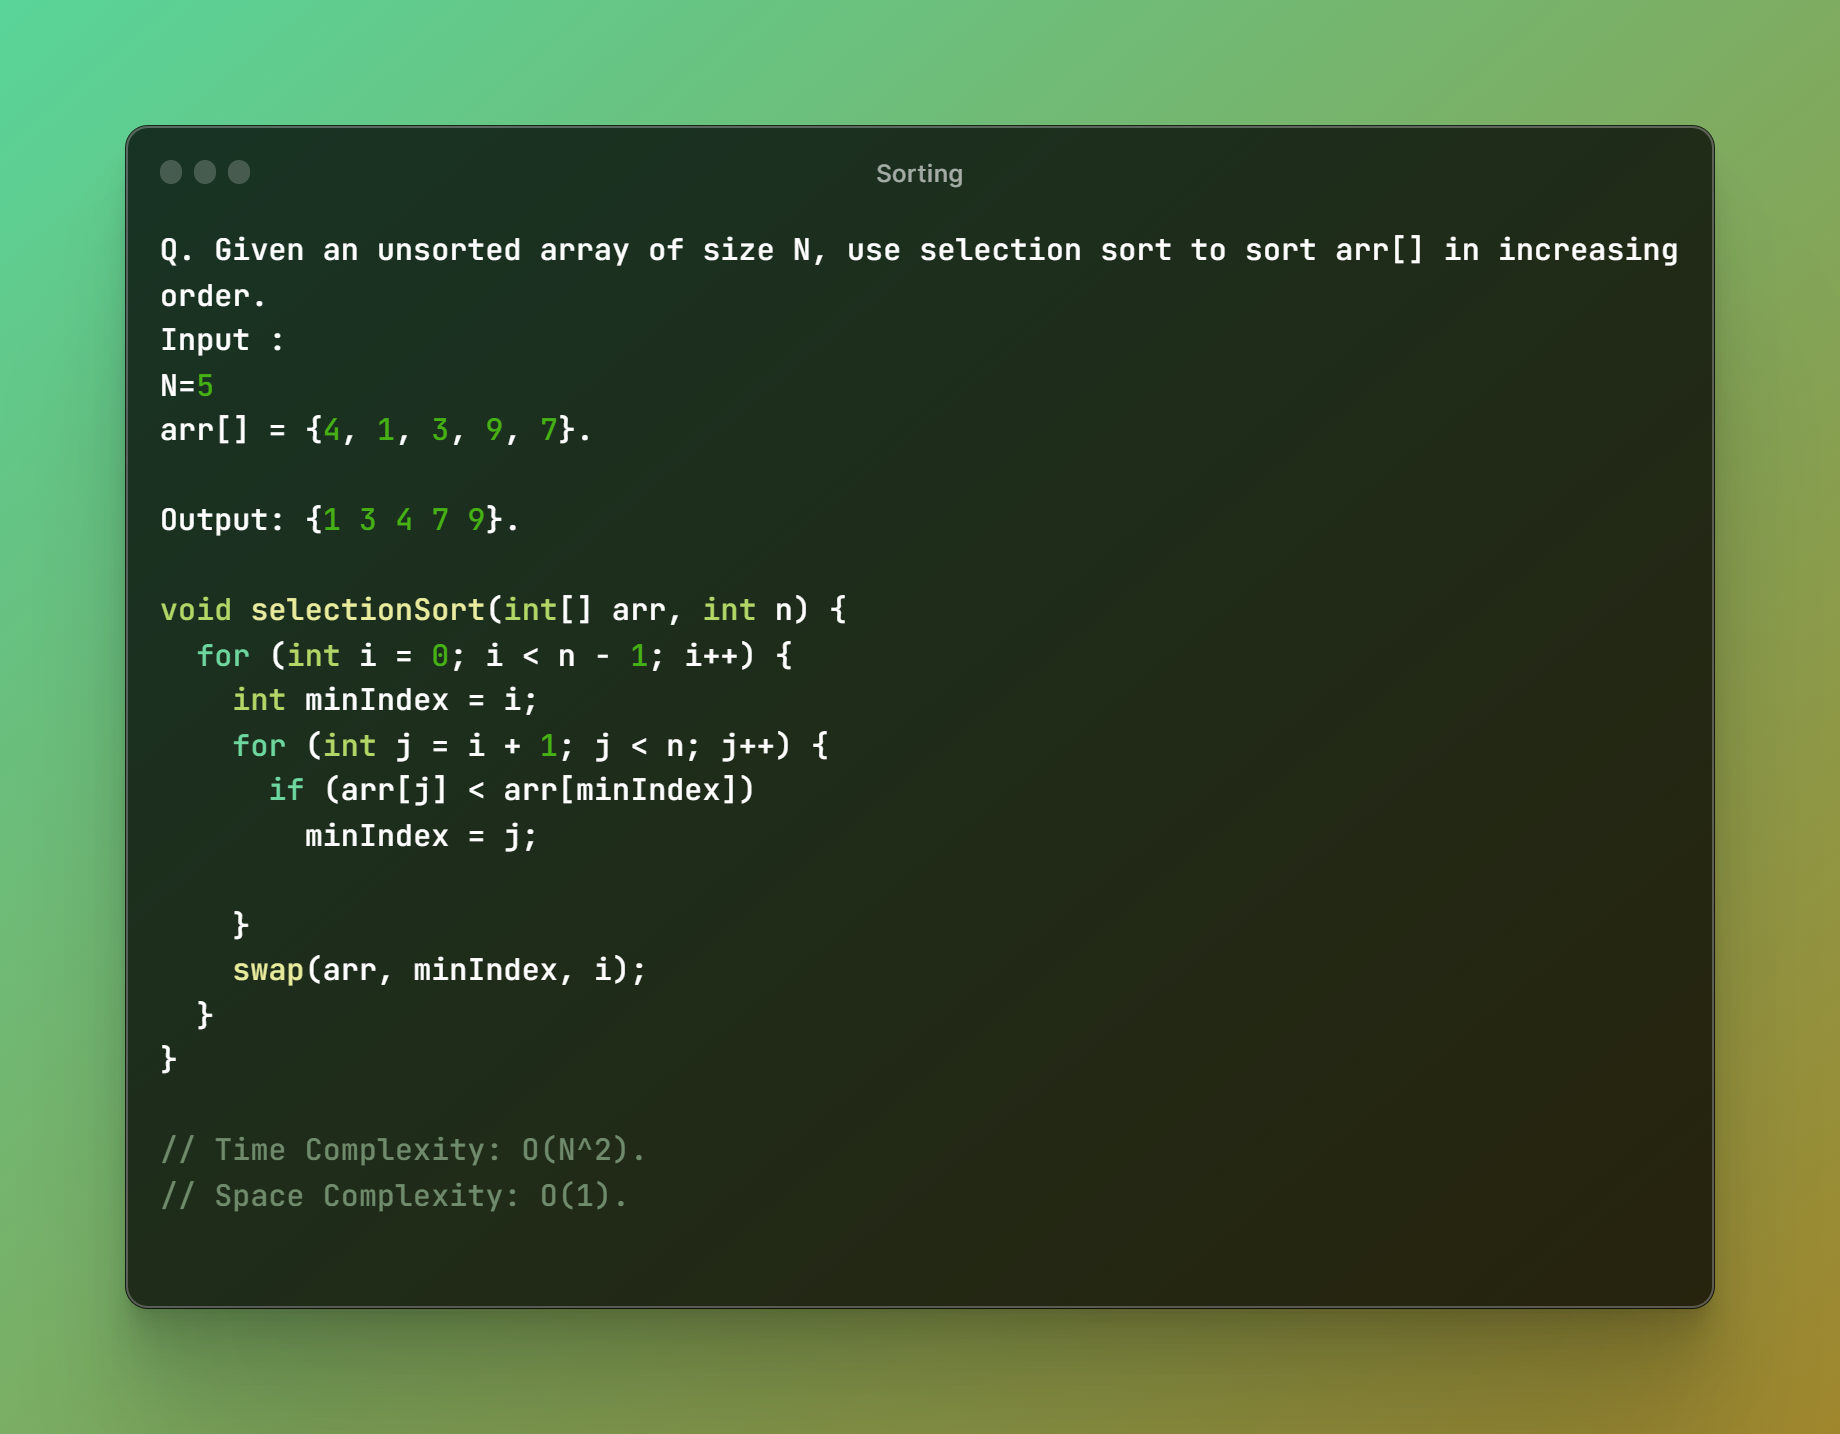 Sorting
Q. Given an unsorted array of size N, use selection sort to sort arr[] in increasing
order.
Input :
N=5
arr[] = {4, 1, 3, 9, 7}.

Output: {1 3 4 7 9}.

void selectionSort(int[] arr, int n) {
  for (int i = 0; i < n - 1; i++) {
    int minIndex = i;
    for (int j = i + 1; j < n; j++) {
      if (arr[j] < arr[minIndex])
        minIndex = j;

    }
    swap(arr, minIndex, i);
  }
}

// Time Complexity: O(N^2).
// Space Complexity: O(1).